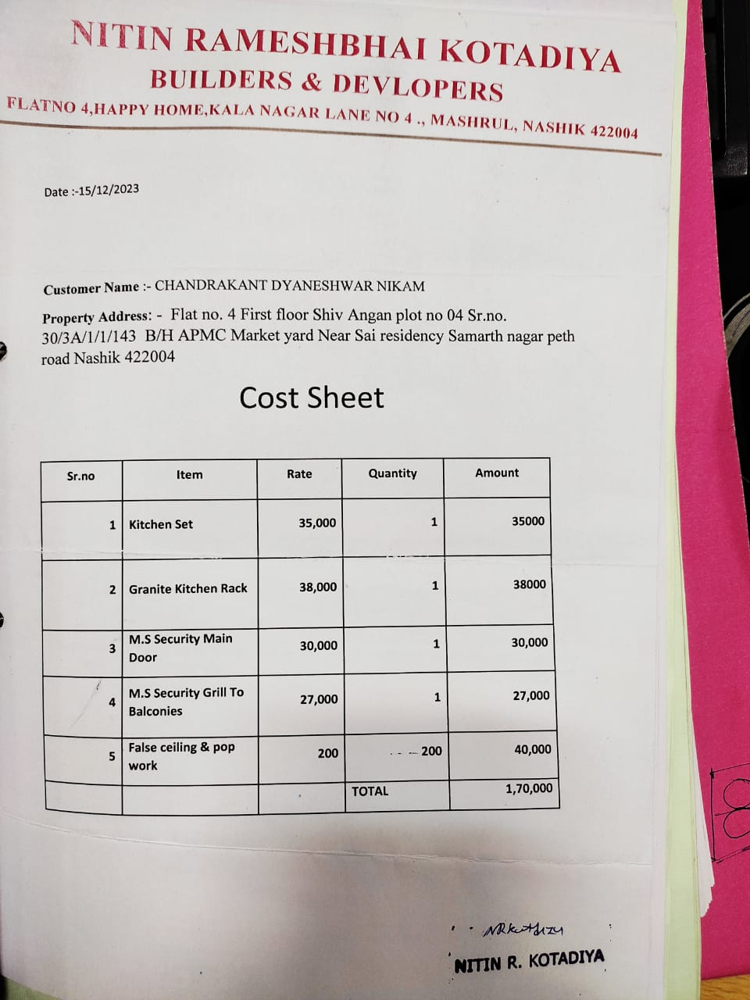 NITIN RAMESHBHAI KOTADIYA
BUILDERS & DEVLOPERS
FLATNO 4,HAPPY HOME,KALA NAGAR LANE NO 4 ., MASHRUL, NASHIK 422004
Date :-15/12/2023
Customer Name :- CHANDRAKANT DYANESHWAR NIKAM
Property Address: - Flat no. 4 First floor Shiv Angan plot no 04 Sr.no.
30/3A/1/1/143 B/H APMC Market yard Near Sai residency Samarth nagar peth
road Nashik 422004
Cost Sheet
Sr.no Item Rate Quantity Amount
1 Kitchen Set 35,000 1 35000
2 Granite Kitchen Rack 38,000 1 38000
3 M.S Security Main Door 30,000 1 30,000
4 M.S Security Grill To Balconies 27,000 1 27,000
5 False ceiling & pop work 200 200 40,000
TOTAL 1,70,000
NITIN R. KOTADIYA